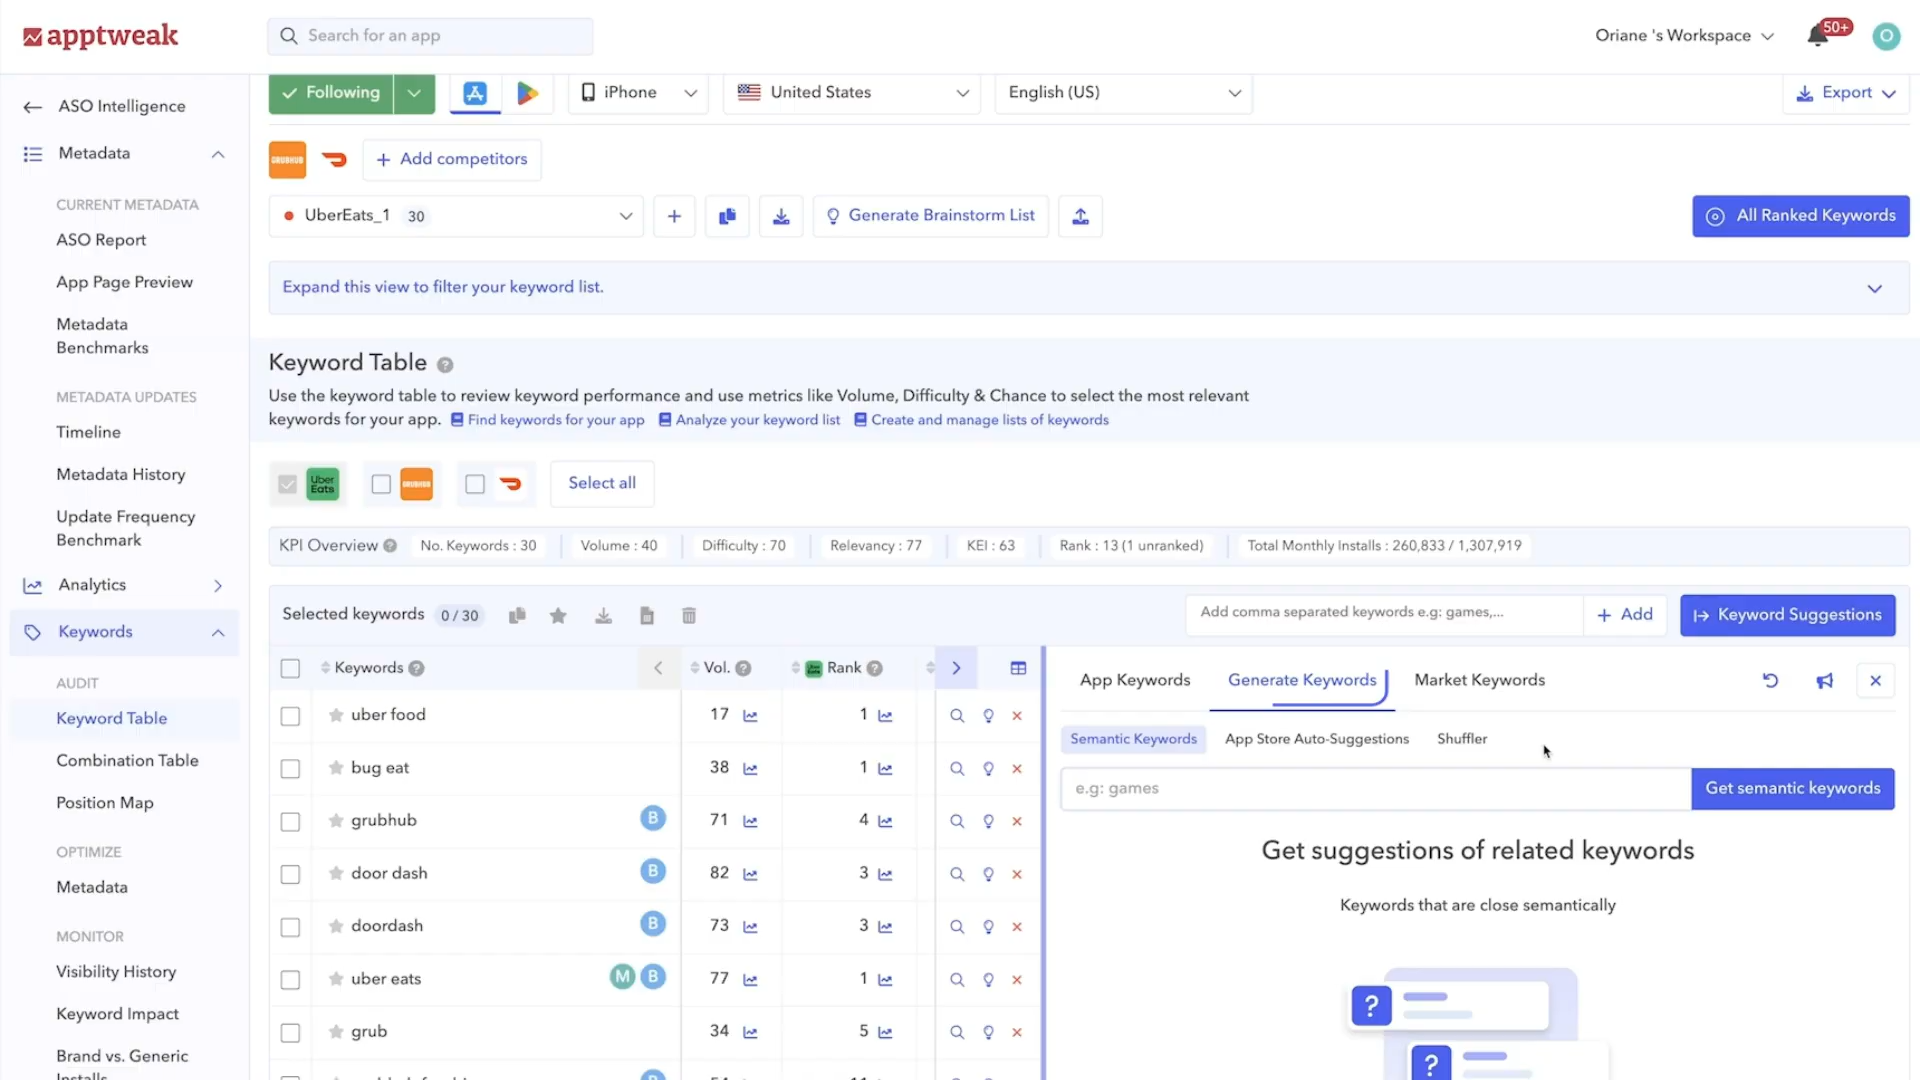 apptweak
Search for an app
Oriane 's Workspace
50+
O
ASO Intelligence
Following
iPhone
United States
English (US)
Export
Metadata
CURRENT METADATA
ASO Report
App Page Preview
Metadata
Benchmarks
METADATA UPDATES
Timeline
Metadata History
Update Frequency
Benchmark
Analytics
Keywords
AUDIT
Keyword Table
Combination Table
Position Map
OPTIMIZE
Metadata
MONITOR
Visibility History
Keyword Impact
Brand vs. Generic
Installs
GRUBHUB
Add competitors
UberEats_1 30
Generate Brainstorm List
All Ranked Keywords
Expand this view to filter your keyword list.
Keyword Table ?
Use the keyword table to review keyword performance and use metrics like Volume, Difficulty & Chance to select the most relevant
keywords for your app. Find keywords for your app Analyze your keyword list Create and manage lists of keywords
Uber
Eats
GRUBHUB
Select all
KPI Overview ? No. Keywords : 30 Volume : 40 Difficulty : 70 Relevancy : 77 KEI : 63 Rank : 13 (1 unranked) Total Monthly Installs : 260,833 / 1,307,919
Selected keywords 0 / 30
Add comma separated keywords e.g: games,...
+ Add
Keyword Suggestions
Keywords ? Vol. ? Rank ?
uber food 17 1
bug eat 38 1
grubhub B 71 4
door dash B 82 3
doordash B 73 3
uber eats M B 77 1
grub 34 5
App Keywords Generate Keywords Market Keywords
Semantic Keywords App Store Auto-Suggestions Shuffler
e.g: games
Get semantic keywords
Get suggestions of related keywords
Keywords that are close semantically
?
?